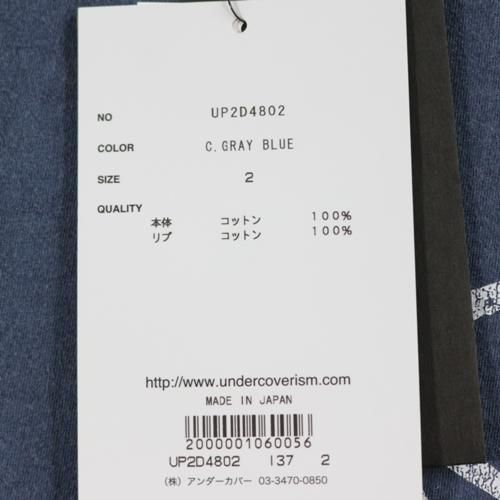 NO UP2D4802
COLOR C.GRAY BLUE
SIZE 2
QUALITY
本体 コットン 100%
リブ コットン 100%
http://www.undercoverism.com
MADE IN JAPAN
2000001060056
UP2D4802 137 2
(株) アンダーカバー 03-3470-0850